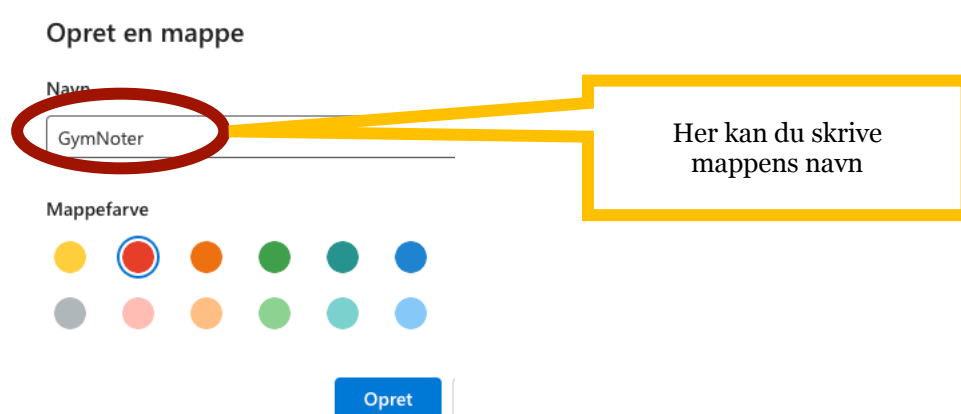 Opret en mappe
Navn
GymNoter
Her kan du skrive
mappens navn
Mappefarve
Opret